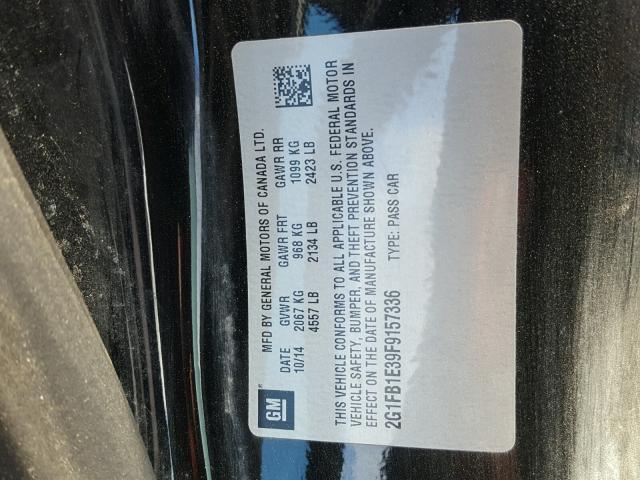 GM ® MFD BY GENERAL MOTORS OF CANADA LTD.
DATE GVWR GAWR FRT GAWR RR
10/14 2067 KG 968 KG 1099 KG
4557 LB 2134 LB 2423 LB
THIS VEHICLE CONFORMS TO ALL APPLICABLE U.S. FEDERAL MOTOR
VEHICLE SAFETY, BUMPER, AND THEFT PREVENTION STANDARDS IN
EFFECT ON THE DATE OF MANUFACTURE SHOWN ABOVE.
2G1FB1E39F9157336 TYPE: PASS CAR